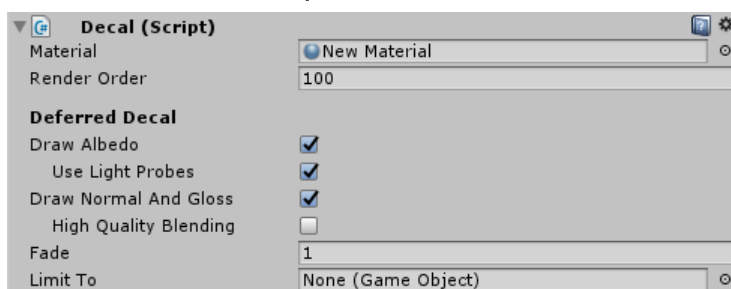 Decal (Script)
Material New Material
Render Order 100
Deferred Decal
Draw Albedo
Use Light Probes
Draw Normal And Gloss
High Quality Blending
Fade 1
Limit To None (Game Object)